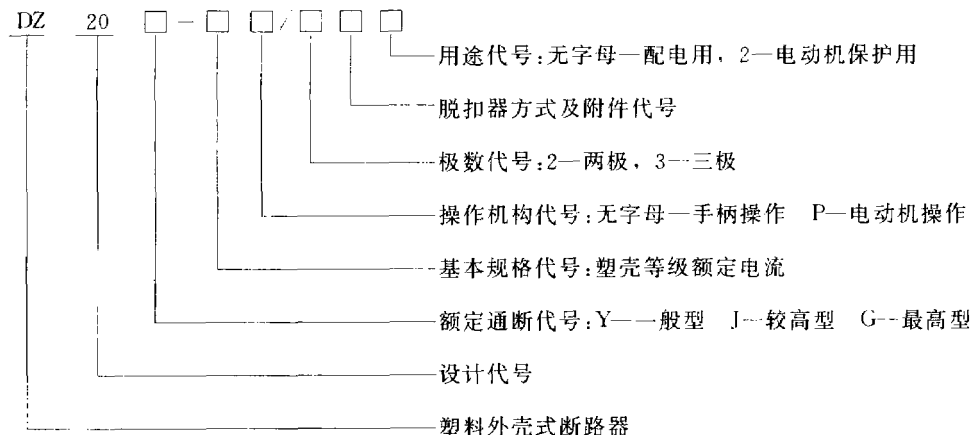 DZ 20 □-□□/□□□
用途代号:无字母—配电用, 2—电动机保护用
脱扣器方式及附件代号
极数代号:2—两极, 3—三极
操作机构代号:无字母—手柄操作 P—电动机操作
基本规格代号:塑壳等级额定电流
额定通断代号:Y—一般型 J—较高型 G—最高型
设计代号
塑料外壳式断路器